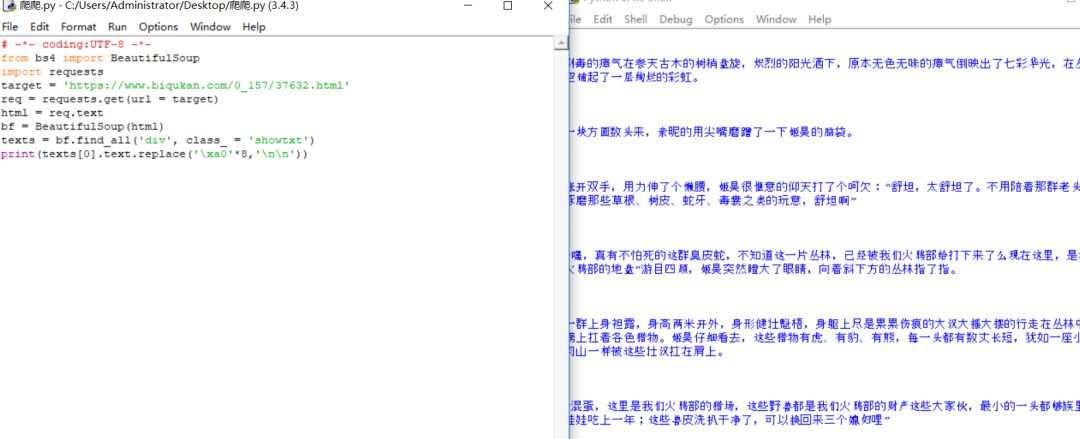 爬爬.py - C:/Users/Administrator/Desktop/爬爬.py (3.4.3)
File Edit Format Run Options Window Help
# -*- coding:UTF-8 -*-
from bs4 import BeautifulSoup
import requests
target = 'https://www.biqukan.com/0_157/37632.html'
req = requests.get(url = target)
html = req.text
bf = BeautifulSoup(html)
texts = bf.find_all('div', class_ = 'showtxt')
print(texts[0].text.replace('\xa0'*8,'\n\n'))
Edit Shell Debug Options Window Help
毒的瘴气在参天古木的树梢盘旋，炽烈的阳光洒下，原本无色无味的瘴气倒映出了七彩华光，在丛
铺起了一层绚烂的彩虹。
一块方圆数头来，亲昵的用尖嘴磨蹭了一下姬昊的脑袋。
开双手，用力伸了个懒腰，姬昊很惬意的仰天打了个呵欠：“舒坦，太舒坦了。不用陪着那群老头
琢磨那些草根、树皮、蛇牙、毒囊之类的玩意，舒坦啊”
嘿，真有不怕死的这群臭皮蛇，不知道这一片丛林，已经被我们火鸦部给打下来了么现在这里，是
火鸦部的地盘”游目四顾，姬昊突然瞪大了眼睛，向着斜下方的丛林指了指。
一群上身袒露，身高两米开外，身形健壮魁梧，身躯上尽是累累伤痕的大汉大摇大摆的行走在丛林
膀上扛着各色猎物。姬昊仔细看去，这些猎物有虎、有豹、有熊，每一头都有数丈长短，犹如一座小
山一样被这些壮汉扛在肩上。
混蛋，这里是我们火鸦部的猎场，这些野兽都是我们火鸦部的财产这些大家伙，最小的一头都够族里
娃娃吃上一年；这些兽皮洗扒干净了，可以换回来三个媳妇哩”